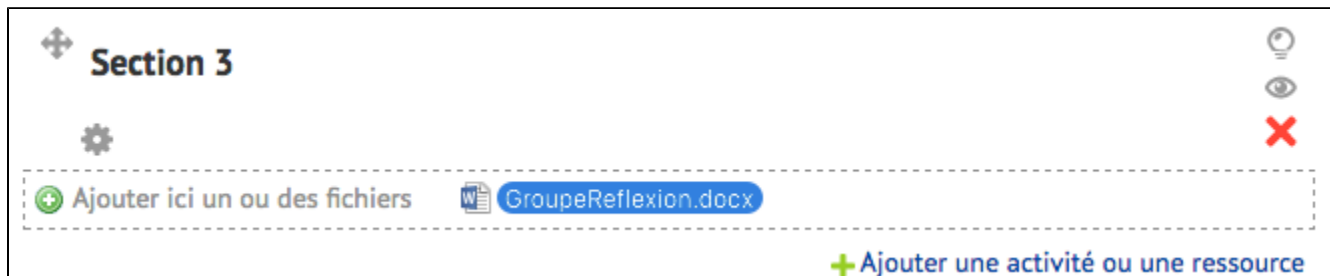 Section 3
Ajouter ici un ou des fichiers GroupeReflexion.docx
Ajouter une activité ou une ressource